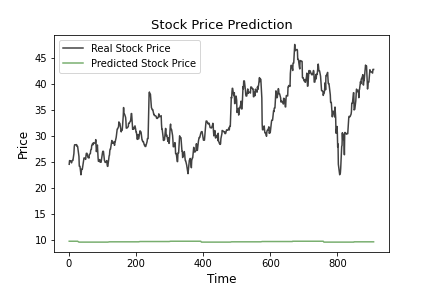 Stock Price Prediction
Real Stock Price
Predicted Stock Price
Price
45
40
35
30
25
20
15
10
0 200 400 600 800
Time